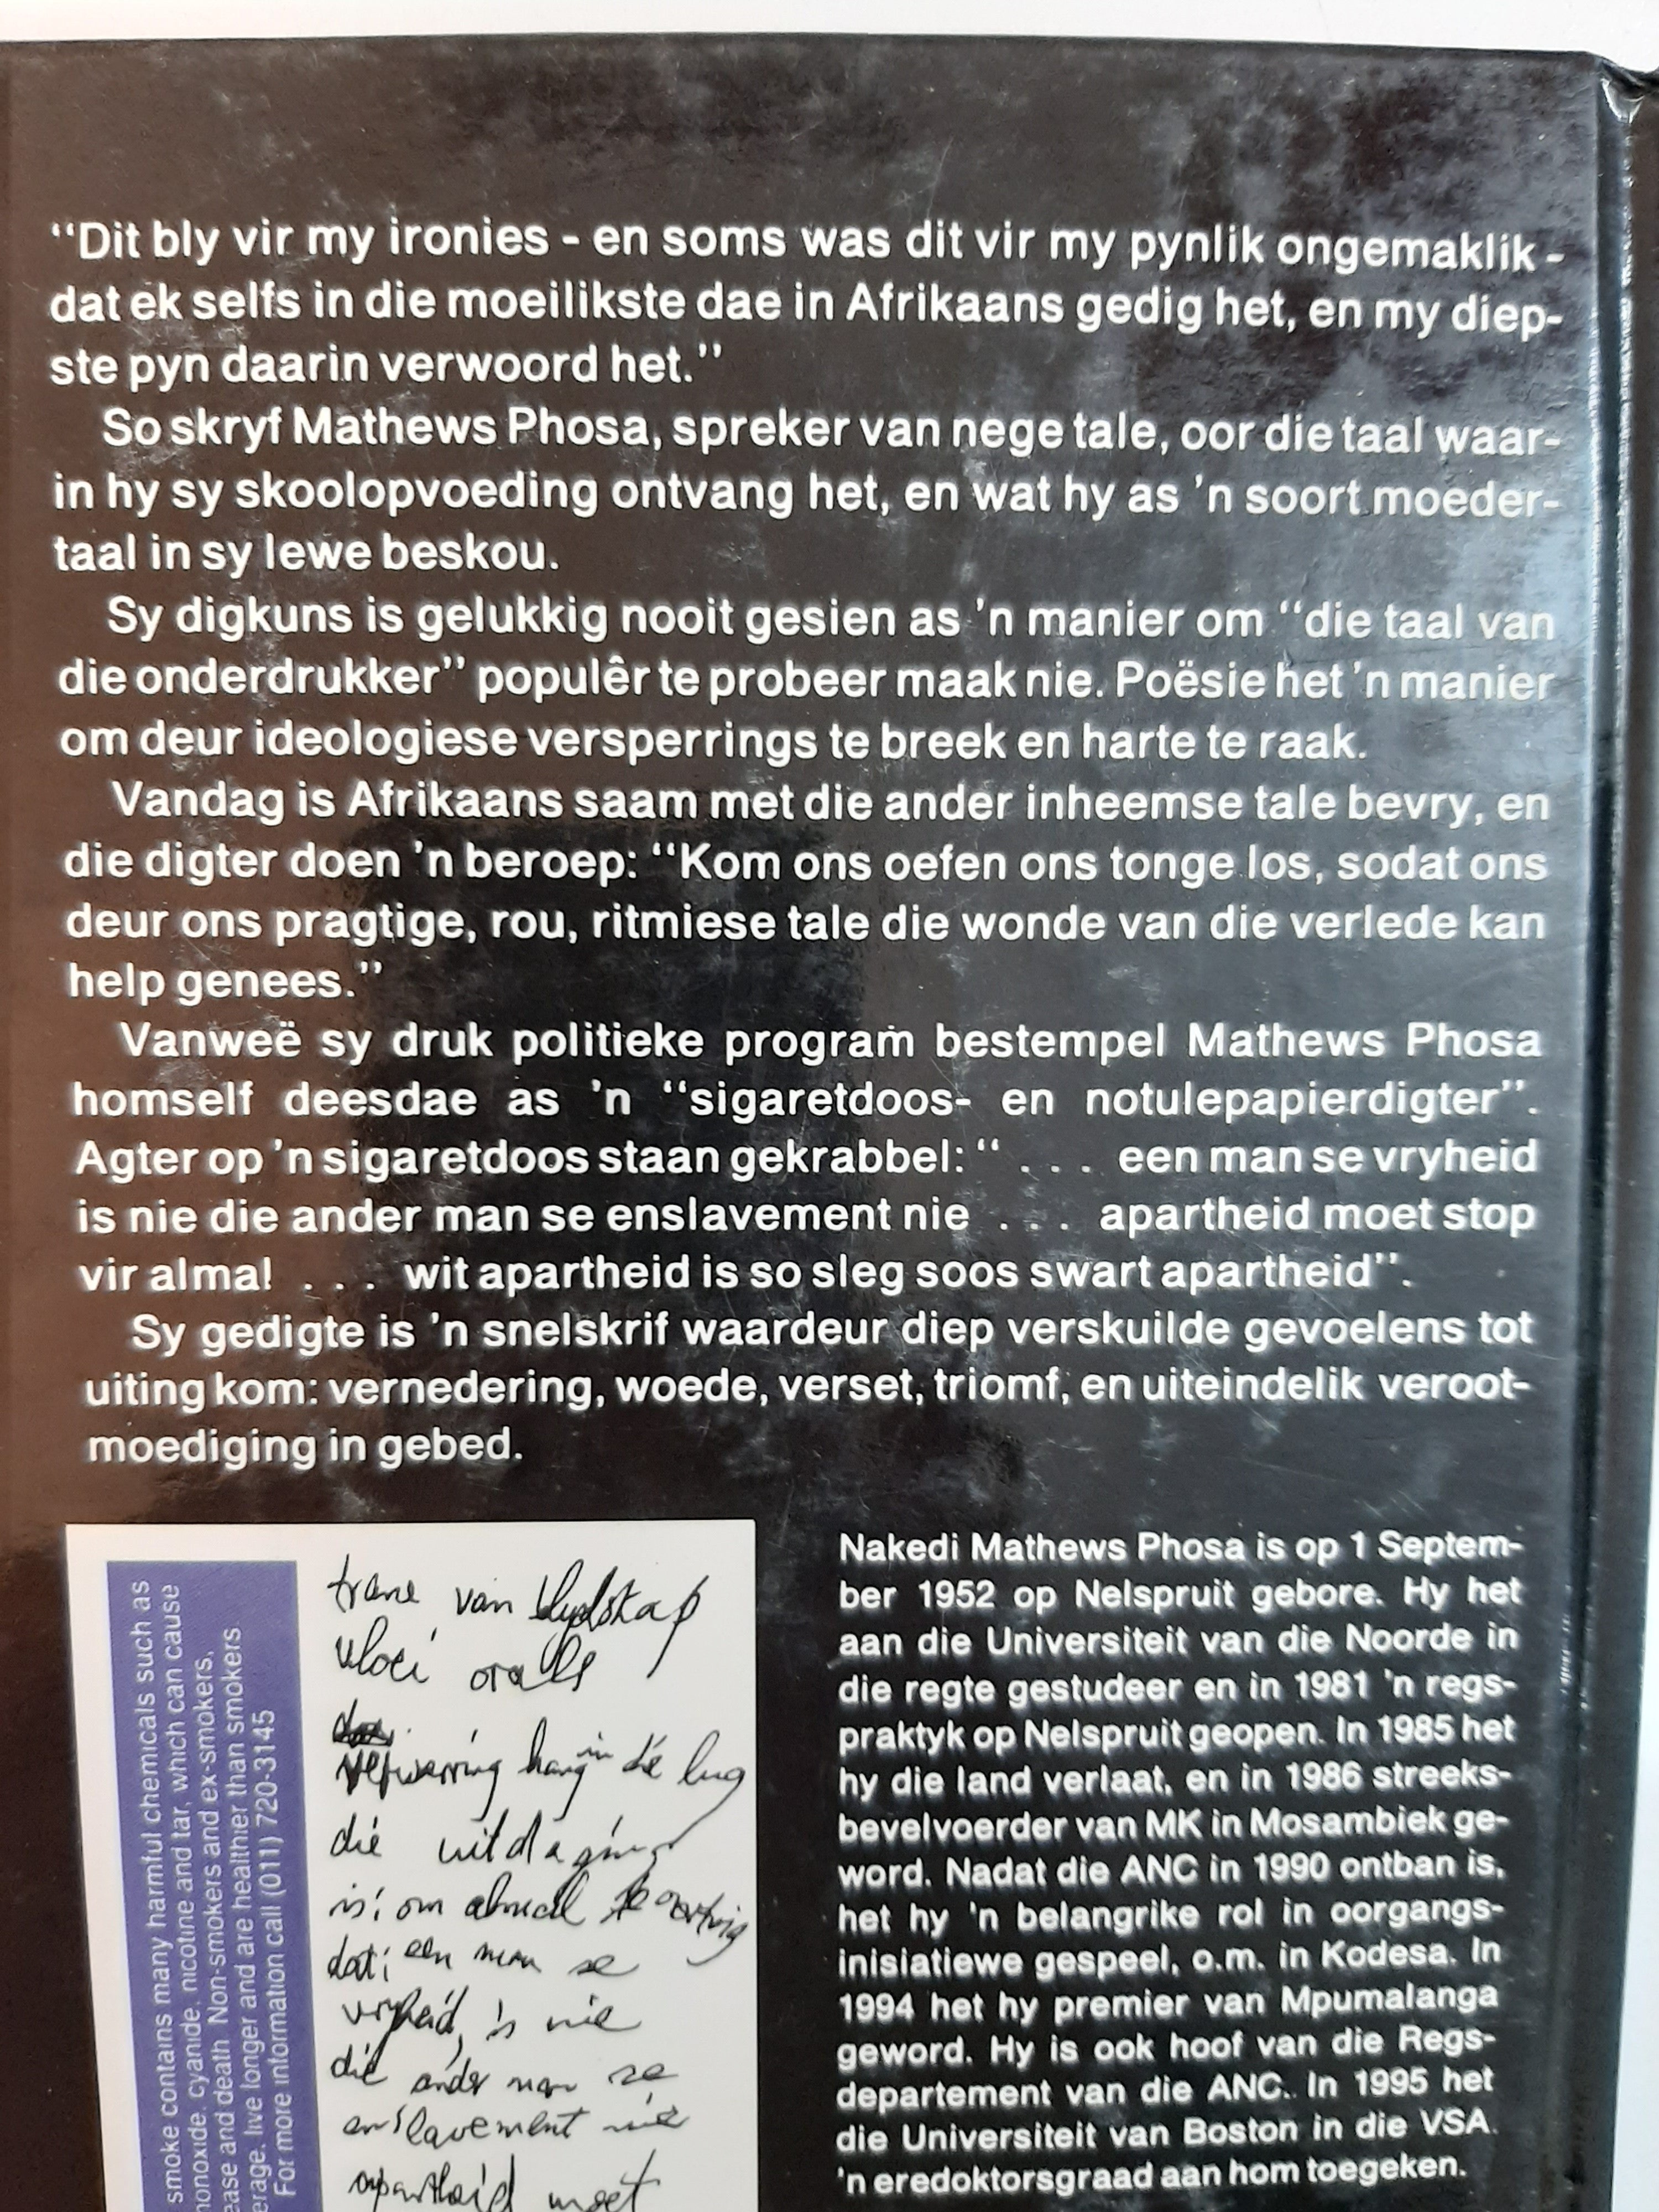 “Dit bly vir my ironies - en soms was dit vir my pynlik ongemaklik -
dat ek selfs in die moeilikste dae in Afrikaans gedig het, en my diep-
ste pyn daarin verwoord het.”
So skryf Mathews Phosa, spreker van nege tale, oor die taal waar-
in hy sy skoolopvoeding ontvang het, en wat hy as 'n soort moeder-
taal in sy lewe beskou.
Sy digkuns is gelukkig nooit gesien as 'n manier om “die taal van
die onderdrukker” populêr te probeer maak nie. Poësie het 'n manier
om deur ideologiese versperrings te breek en harte te raak.
Vandag is Afrikaans saam met die ander inheemse tale bevry, en
die digter doen 'n beroep: “Kom ons oefen ons tonge los, sodat ons
deur ons pragtige, rou, ritmiese tale die wonde van die verlede kan
help genees.”
Vanweë sy druk politieke program bestempel Mathews Phosa
homself deesdae as 'n “sigaretdoos- en notulepapierdigter”.
Agter op 'n sigaretdoos staan gekrabbel: “ . . . een man se vryheid
is nie die ander man se enslavement nie . . . apartheid moet stop
vir almal . . . wit apartheid is so sleg soos swart apartheid”.
Sy gedigte is 'n snelskrif waardeur diep verskuilde gevoelens tot
uiting kom: vernedering, woede, verset, triomf, en uiteindelik veroot-
moediging in gebed.
smoke contains many harmful chemicals such as
monoxide, cyanide, nicotine and tar, which can cause
ease and death Non-smokers and ex-smokers,
erage, live longer and are healthier than smokers
For more information call (011) 720-3145
trane van blydskap
vloei oralls
verwarring hang in die lug
die uitdaging
is; om almal te oortuig
dat; een man se
vryheid, is nie
die ander man se
enslavement nie
apartheid moet
Nakedi Mathews Phosa is op 1 Septem-
ber 1952 op Nelspruit gebore. Hy het
aan die Universiteit van die Noorde in
die regte gestudeer en in 1981 'n regs-
praktyk op Nelspruit geopen. In 1985 het
hy die land verlaat, en in 1986 streeks-
bevelvoerder van MK in Mosambiek ge-
word. Nadat die ANC in 1990 ontban is,
het hy 'n belangrike rol in oorgangs-
inisiatiewe gespeel, o.m. in Kodesa. In
1994 het hy premier van Mpumalanga
geword. Hy is ook hoof van die Regs-
departement van die ANC. In 1995 het
die Universiteit van Boston in die VSA
'n eredoktorsgraad aan hom toegeken.